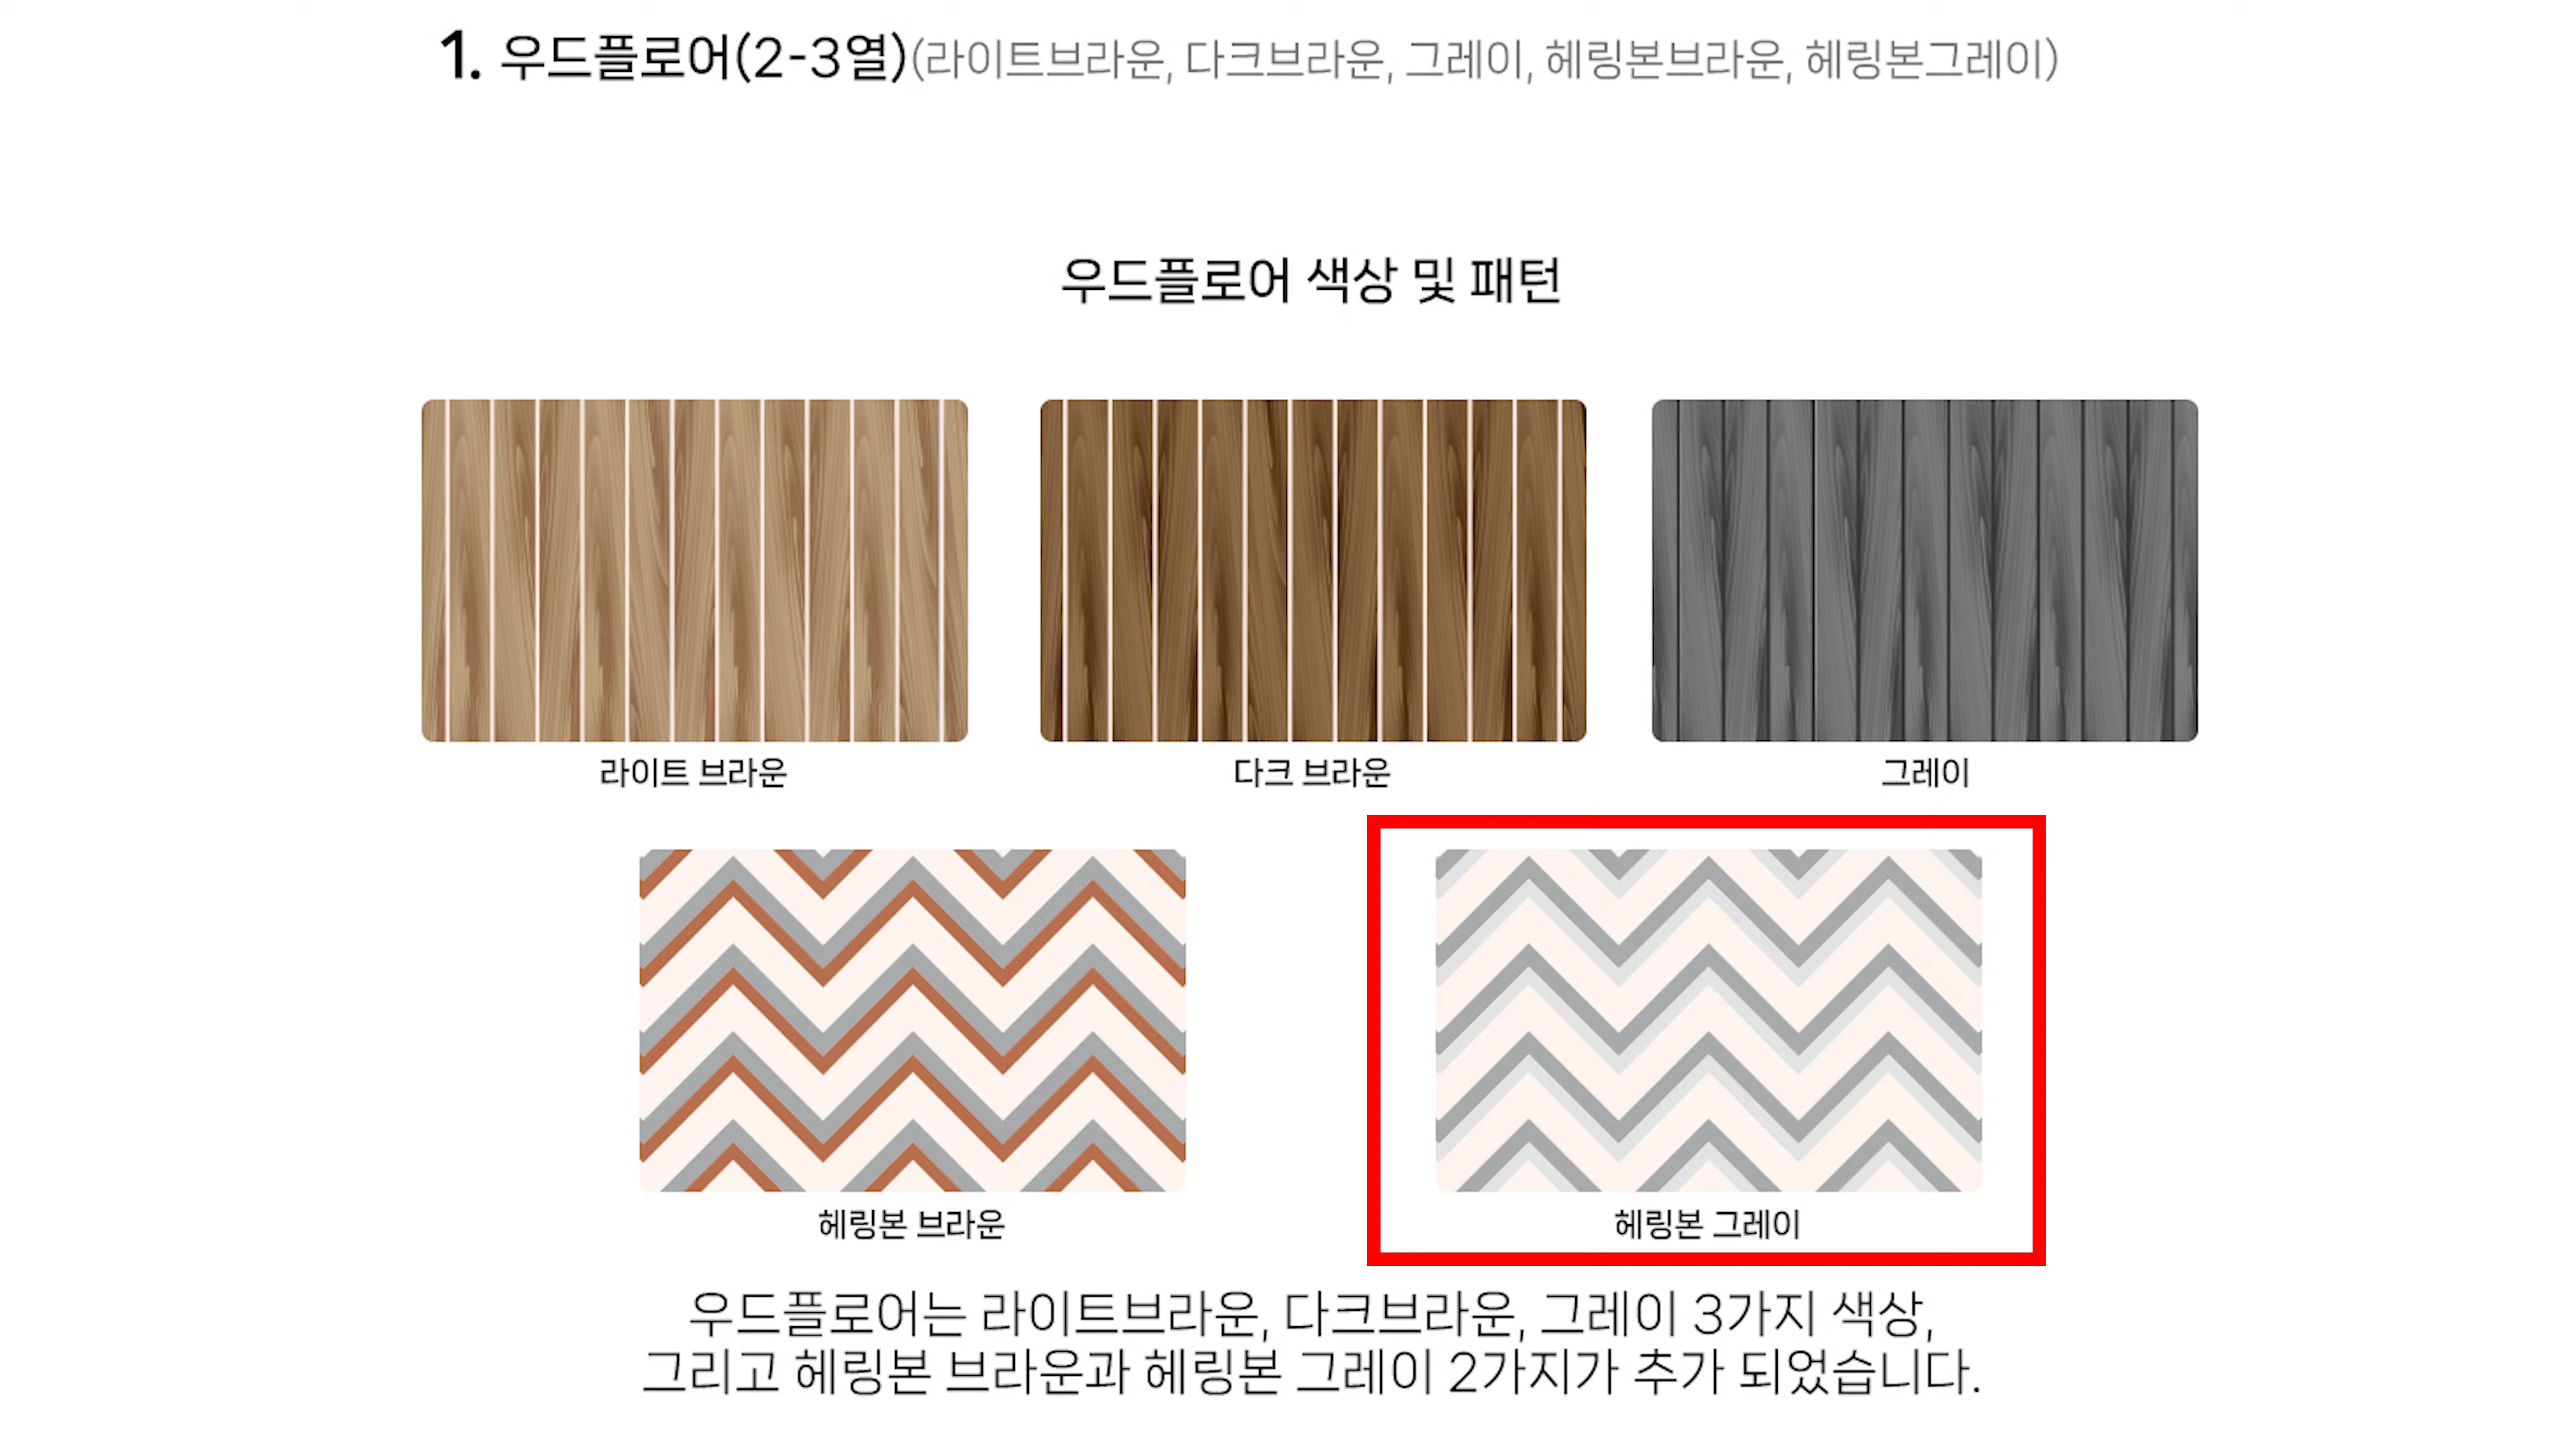 1. 우드플로어(2-3열)(라이트브라운, 다크브라운, 그레이, 헤링본브라운, 헤링본그레이)
우드플로어 색상 및 패턴
라이트 브라운
다크 브라운
그레이
헤링본 브라운
헤링본 그레이
우드플로어는 라이트브라운, 다크브라운, 그레이 3가지 색상,
그리고 헤링본 브라운과 헤링본 그레이 2가지가 추가 되었습니다.